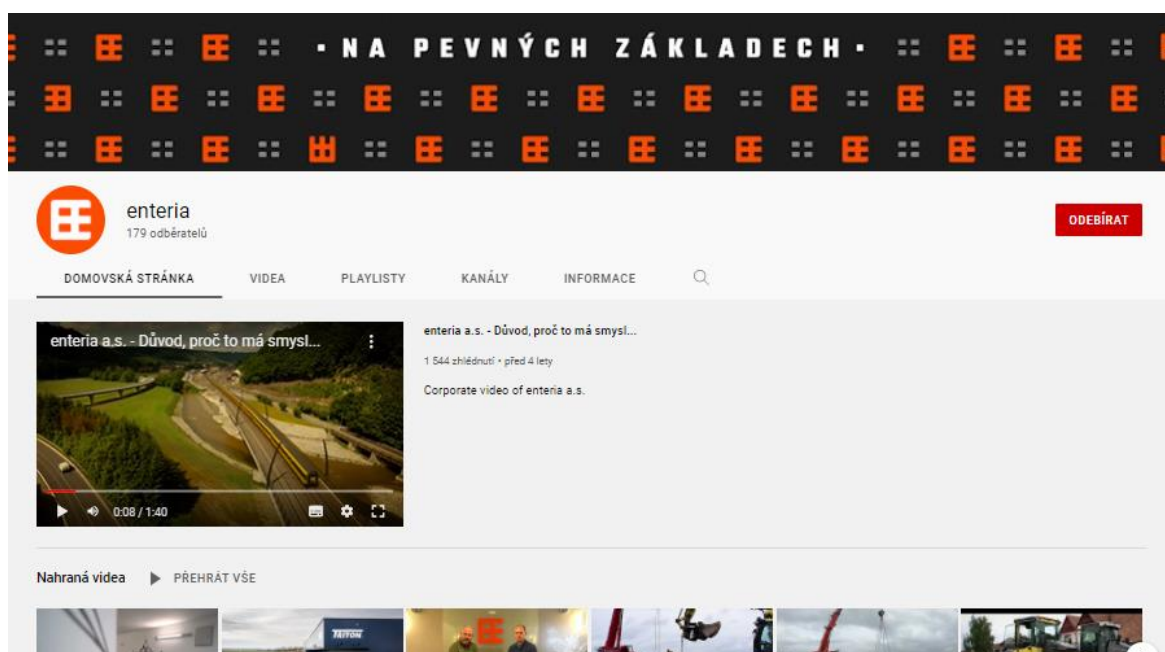 • NA PEVNÝCH ZÁKLADECH •
enteria
179 odběratelů
ODEBÍRAT
DOMOVSKÁ STRÁNKA VIDEA PLAYLISTY KANÁLY INFORMACE
enteria a.s. - Důvod, proč to má smysl...
0:08 / 1:40
enteria a.s. - Důvod, proč to má smysl...
1 544 zhlédnutí • před 4 lety
Corporate video of enteria a.s.
Nahraná videa PŘEHRÁT VŠE
TAITON